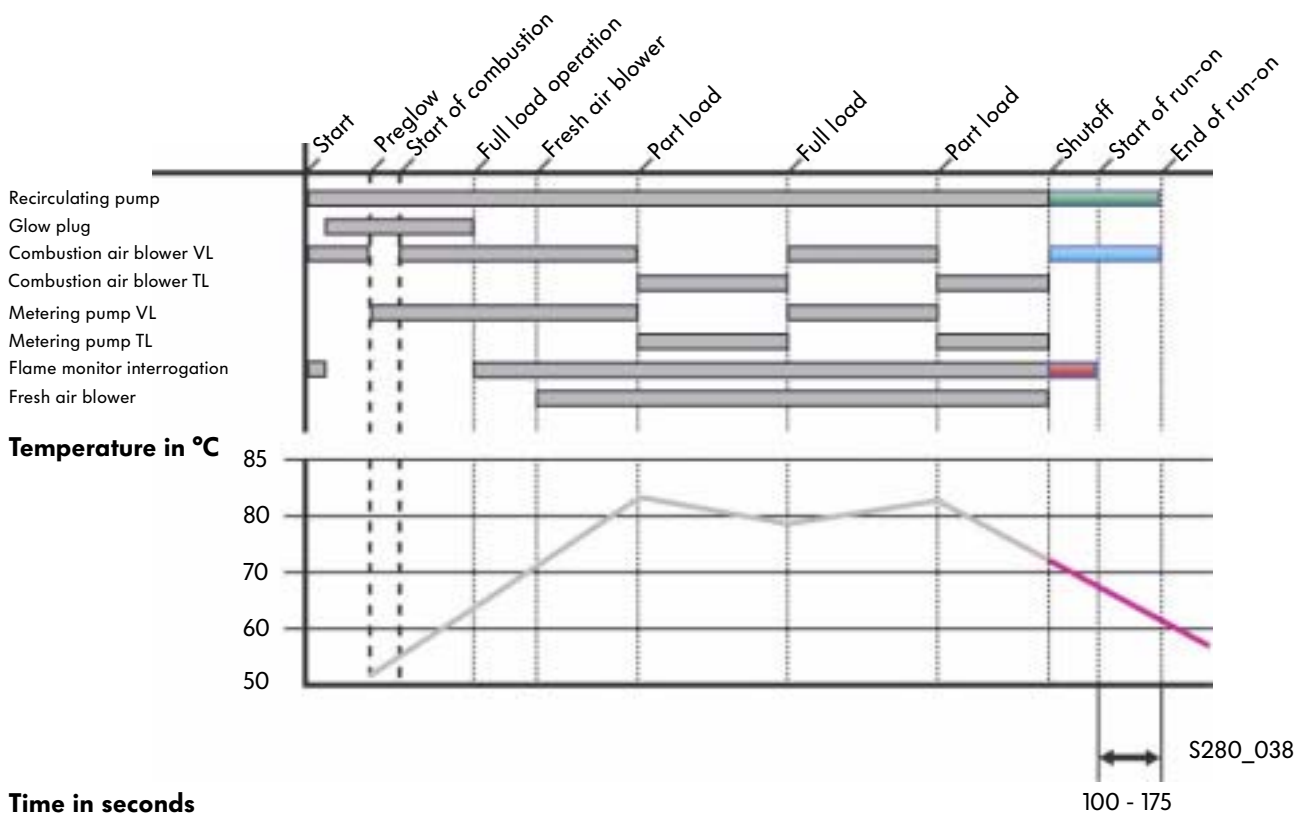 Start
Preglow
Start of combustion
Full load operation
Fresh air blower
Part load
Full load
Part load
Shutoff
Start of run-on
End of run-on
Recirculating pump
Glow plug
Combustion air blower VL
Combustion air blower TL
Metering pump VL
Metering pump TL
Flame monitor interrogation
Fresh air blower
Temperature in °C
85
80
70
60
50
S280_038
Time in seconds
100 - 175